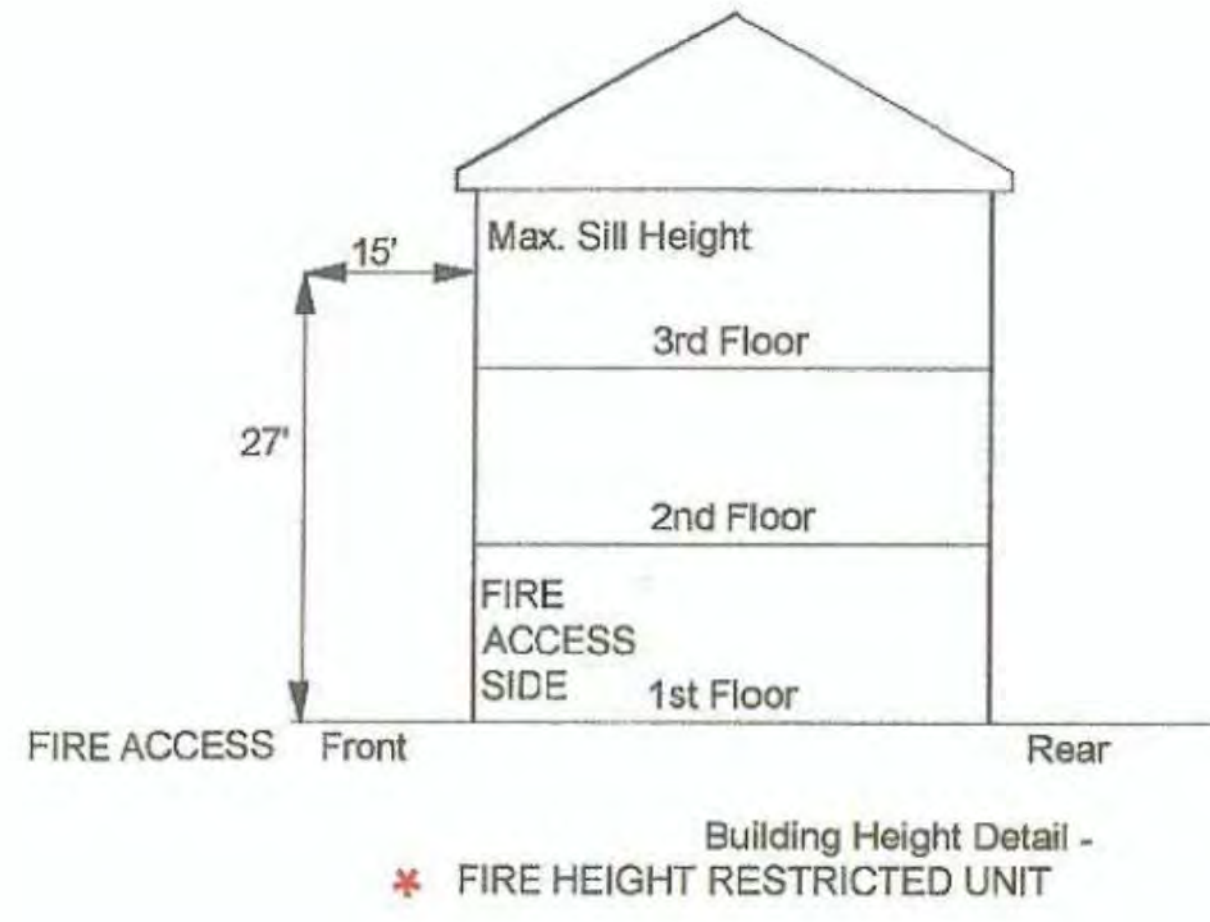 15'
Max. Sill Height
3rd Floor
27'
2nd Floor
FIRE
ACCESS
SIDE
1st Floor
FIRE ACCESS
Front
Rear
Building Height Detail -
* FIRE HEIGHT RESTRICTED UNIT